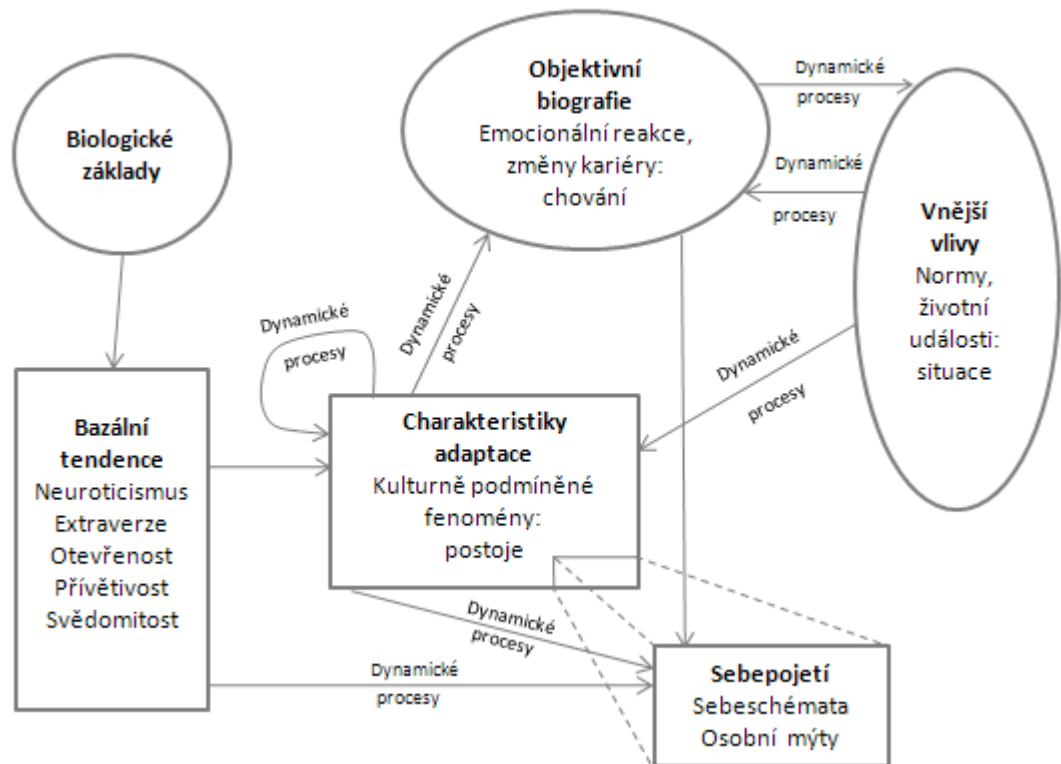 Biologické
základy
Objektivní
biografie
Emocionální reakce,
změny kariéry:
chování
Dynamické
procesy
Dynamické
procesy
Vnější
vlivy
Normy,
životní
události:
situace
Dynamické
procesy
Dynamické
procesy
Dynamické
procesy
Bazální
tendence
Neuroticismus
Extraverze
Otevřenost
Přívětivost
Svědomitost
Charakteristiky
adaptace
Kulturně podmíněné
fenomény:
postoje
Dynamické
procesy
Dynamické
procesy
Sebepojetí
Sebeschémata
Osobní mýty